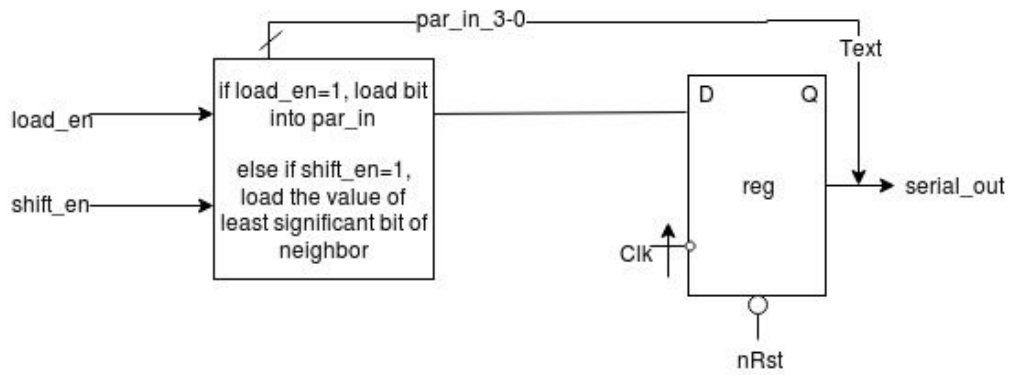 par_in_3-0
Text
if load_en=1, load bit
into par_in
load_en
D
Q
else if shift_en=1,
load the value of
least significant bit of
neighbor
shift_en
reg
serial_out
Clk
nRst